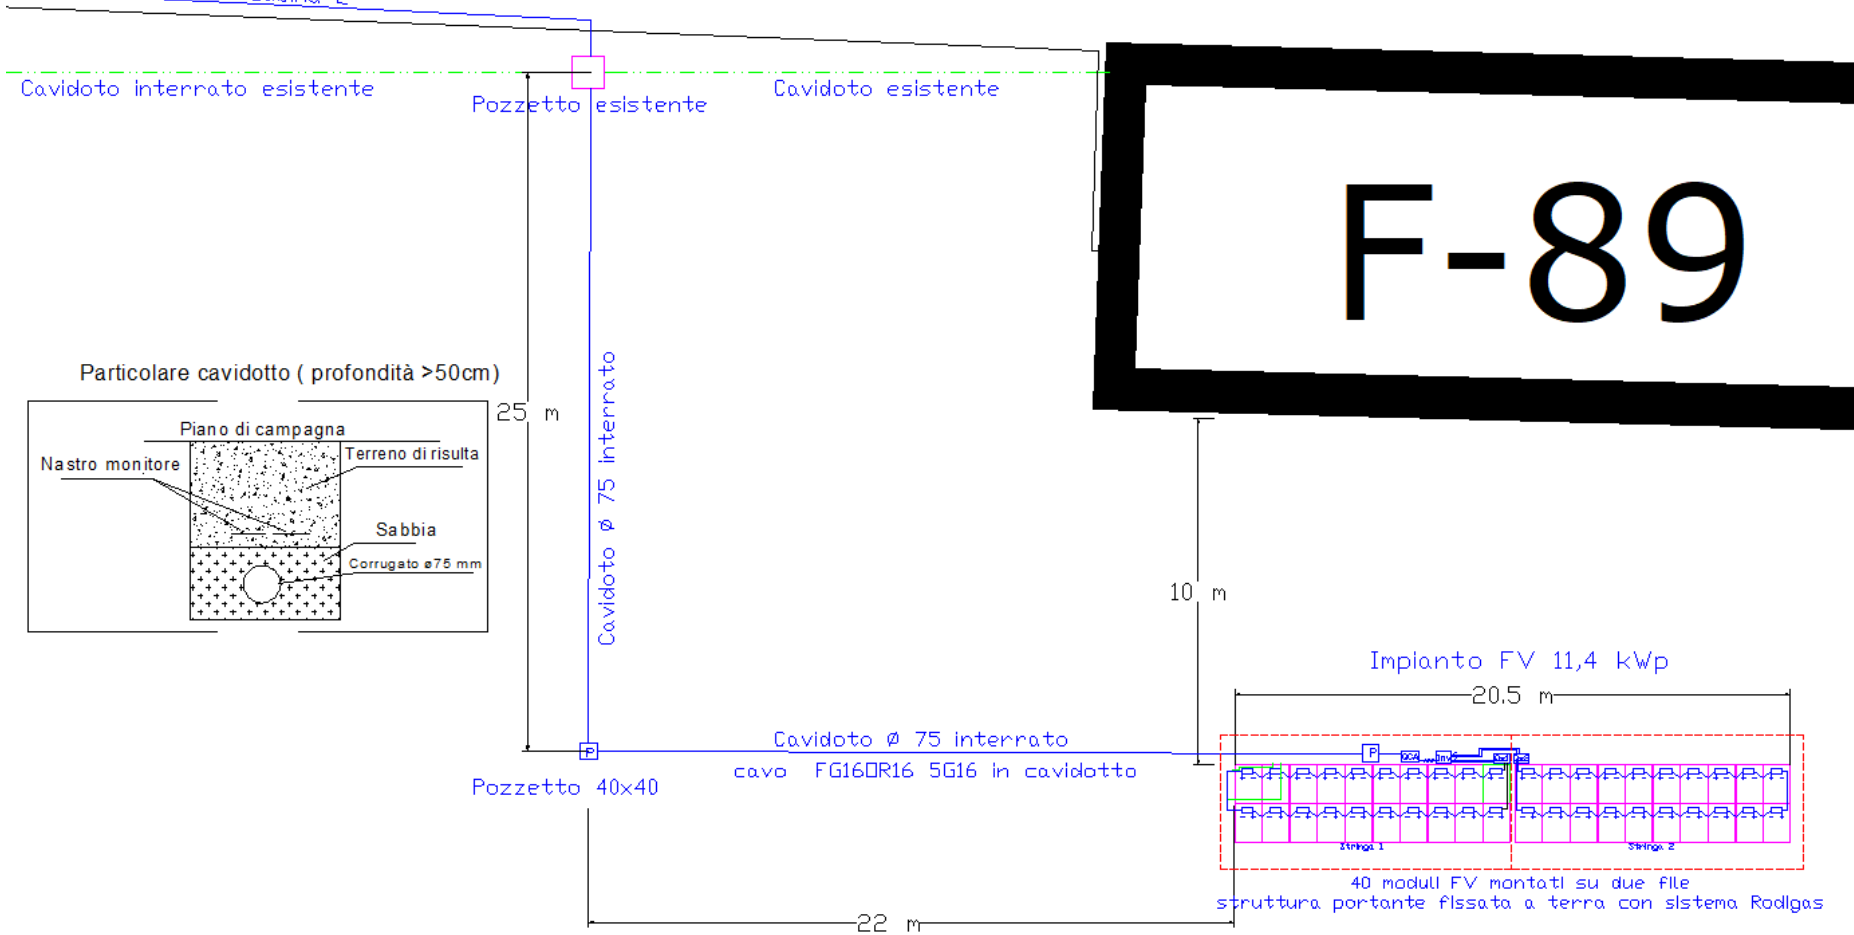 Cavidoto interrato esistente
Pozzetto esistente
Cavidoto esistente
F-89
Particolare cavidotto ( profondità >50cm)
Piano di campagna
Nastro monitore
Terreno di risulta
Sabbia
Corrugato ø75 mm
25 m
Cavidoto ø 75 interrato
10 m
Impianto FV 11,4 kWp
20.5 m
Cavidoto Ø 75 interrato
cavo FG16OR16 5G16 in cavidotto
P
Pozzetto 40x40
P
QCA
Inv
Stringa 1
Stringa 2
40 moduli FV montati su due file
struttura portante fissata a terra con sistema Rodigas
22 m